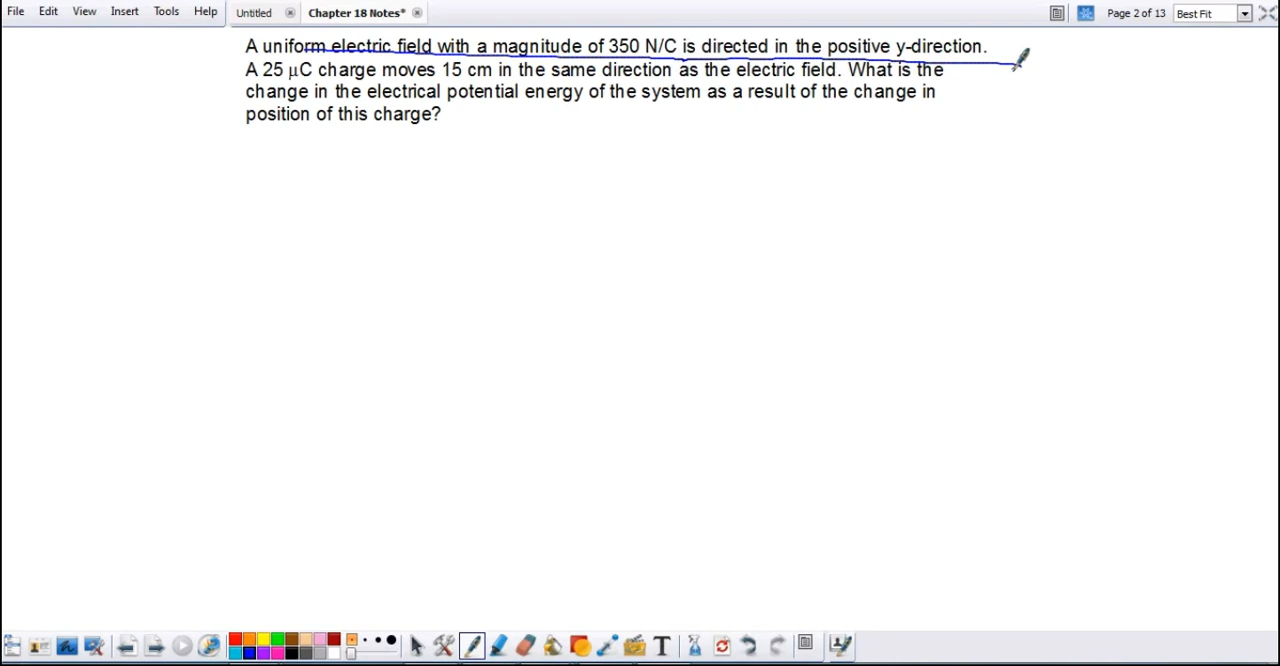 File Edit View Insert Tools Help
Untitled Chapter 18 Notes* Page 2 of 13 Best Fit
A uniform electric field with a magnitude of 350 N/C is directed in the positive y-direction.
A 25 μC charge moves 15 cm in the same direction as the electric field. What is the
change in the electrical potential energy of the system as a result of the change in
position of this charge?
T